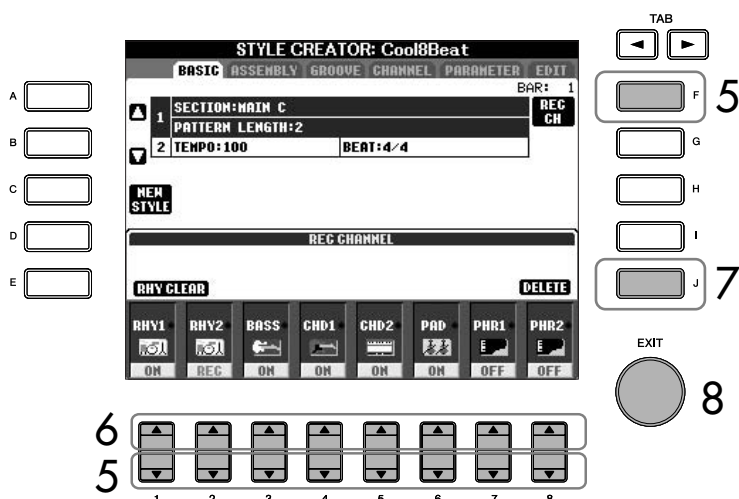 TAB
STYLE CREATOR: Cool8Beat
BASIC ASSEMBLY GROOVE CHANNEL PARAMETER EDIT
BAR: 1
1 SECTION:MAIN C
PATTERN LENGTH:2
REC CH
2 TEMPO:100 BEAT:4/4
NEW STYLE
REC CHANNEL
RHY CLEAR DELETE
RHY1 RHY2 BASS CHD1 CHD2 PAD PHR1 PHR2
ON REC ON ON ON ON OFF OFF
A
B
C
D
E
F 5
G
H
I
J 7
EXIT
8
6
5
1 2 3 4 5 6 7 8